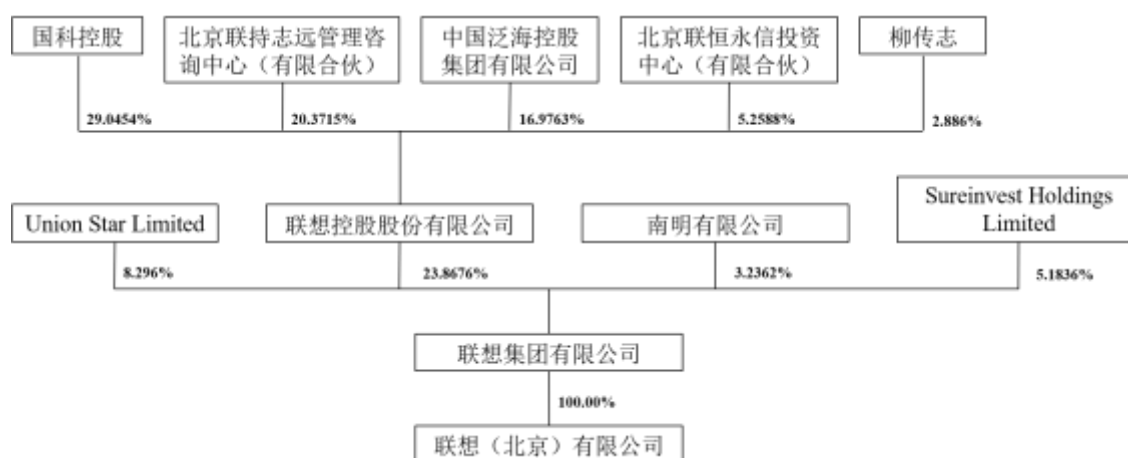 国科控股
北京联持志远管理咨
询中心（有限合伙）
中国泛海控股
集团有限公司
北京联恒永信投资
中心（有限合伙）
柳传志
29.0454%
20.3715%
16.9763%
5.2588%
2.886%
Union Star Limited
联想控股股份有限公司
南明有限公司
Sureinvest Holdings
Limited
8.296%
23.8676%
3.2362%
5.1836%
联想集团有限公司
100.00%
联想（北京）有限公司